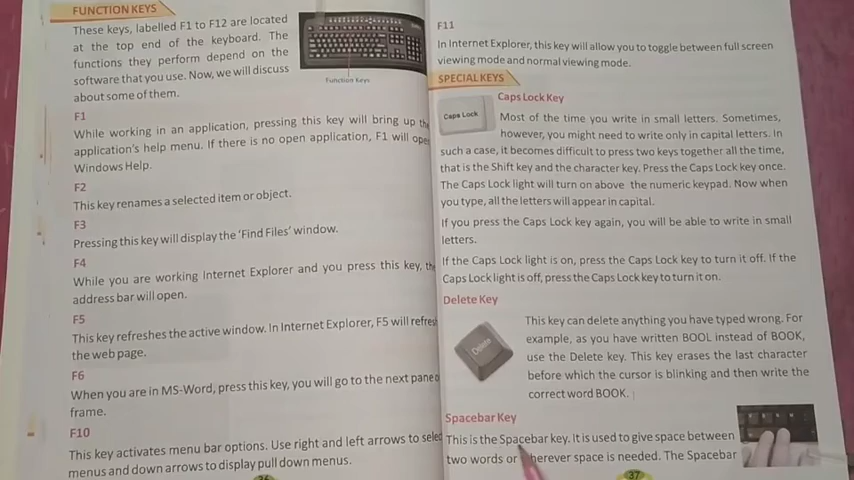 FUNCTION KEYS
These keys, labelled F1 to F12 are located
at the top end of the keyboard. The
functions they perform depend on the
software that you use. Now, we will discuss
about some of them.
Function Keys
F1
While working in an application, pressing this key will bring up the
application's help menu. If there is no open application, F1 will open
Windows Help.
F2
This key renames a selected item or object.
F3
Pressing this key will display the 'Find Files' window.
F4
While you are working Internet Explorer and you press this key, the
address bar will open.
F5
This key refreshes the active window. In Internet Explorer, F5 will refresh
the web page.
F6
When you are in MS-Word, press this key, you will go to the next pane o
frame.
F10
This key activates menu bar options. Use right and left arrows to select
menus and down arrows to display pull down menus.
36
F11
In Internet Explorer, this key will allow you to toggle between full screen
viewing mode and normal viewing mode.
SPECIAL KEYS
Caps Lock
Caps Lock Key
Most of the time you write in small letters. Sometimes,
however, you might need to write only in capital letters. In
such a case, it becomes difficult to press two keys together all the time,
that is the Shift key and the character key. Press the Caps Lock key once.
The Caps Lock light will turn on above the numeric keypad. Now when
you type, all the letters will appear in capital.
If you press the Caps Lock key again, you will be able to write in small
letters.
If the Caps Lock light is on, press the Caps Lock key to turn it off. If the
Caps Lock light is off, press the Caps Lock key to turn it on.
Delete Key
Delete
This key can delete anything you have typed wrong. For
example, as you have written BOOL instead of BOOK,
use the Delete key. This key erases the last character
before which the cursor is blinking and then write the
correct word BOOK.
Spacebar Key
This is the Spacebar key. It is used to give space between
two words or wherever space is needed. The Spacebar
37